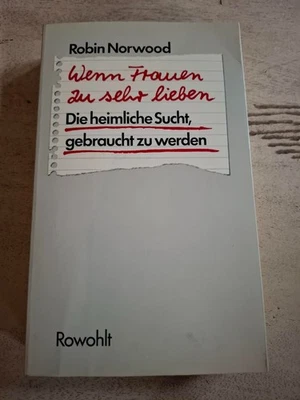 Robin Norwood
Wenn Frauen
zu sehr lieben
Die heimliche Sucht,
gebraucht zu werden
Rowohlt